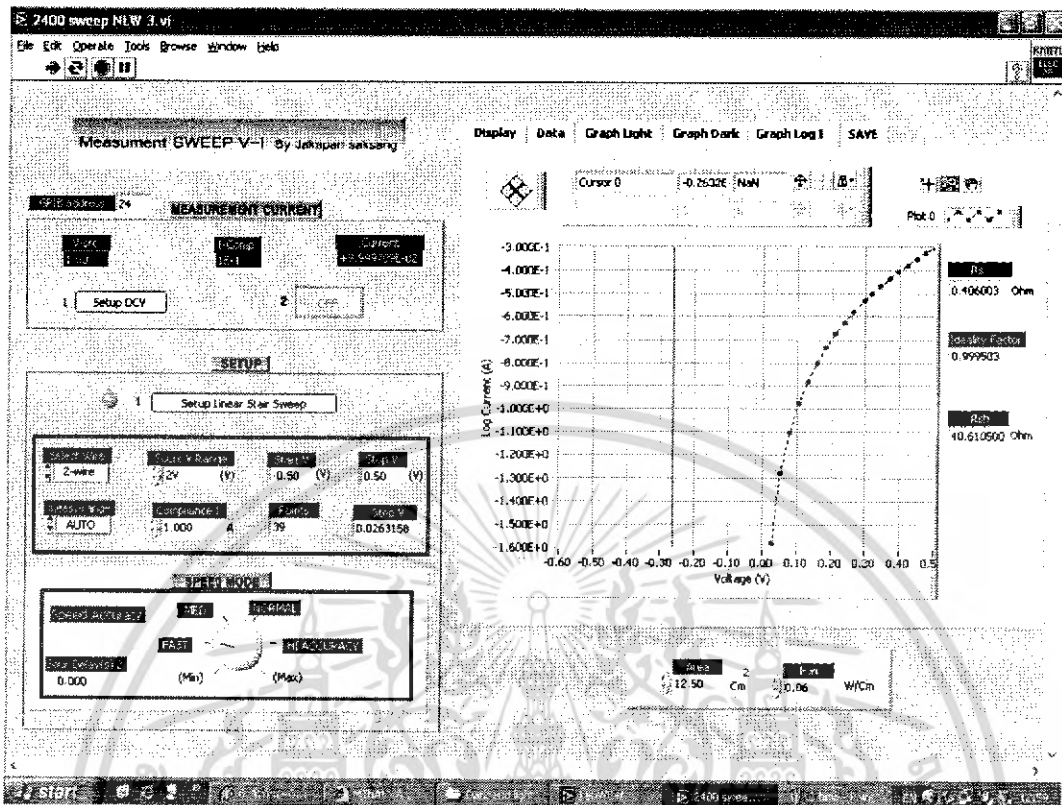 2400 sweep NLW 3.vi
File Edit Operate Tools Browse Window Help
Measument SWEEP V-I By Jakapan saksang
GPIB address 24
MEASUREMENT CURRENT
Current
1 Setup DCV
2 OFF
SETUP
1 Setup Linear Stair Sweep
Start V
Stop V
2-wire
2V (V)
0.50 (V)
0.50 (V)
Compliance I
Points
Step V
AUTO
1.000 A
39
0.0263158
SPEED MODE
Speed Accuracy
MED
NORMAL
FAST
HI ACCURACY
0.000
(Min)
(Max)
Display Data Graph Light Graph Dark Graph Log I SAVE
Cursor 0 -0.26326 NaN
Plot 0
Log Current (A)
-3.000E-1
-4.000E-1
-5.000E-1
-6.000E-1
-7.000E-1
-8.000E-1
-9.000E-1
-1.000E+0
-1.100E+0
-1.200E+0
-1.300E+0
-1.400E+0
-1.500E+0
-1.600E+0
-0.60 -0.50 -0.40 -0.30 -0.20 -0.10 0.00 0.10 0.20 0.30 0.40 0.5
Voltage (V)
Rs
0.406003 Ohm
Ideality Factor
0.999503
Rsh
40.610500 Ohm
Area
12.50 Cm 2
0.06 W/Cm
start
2400 swee...